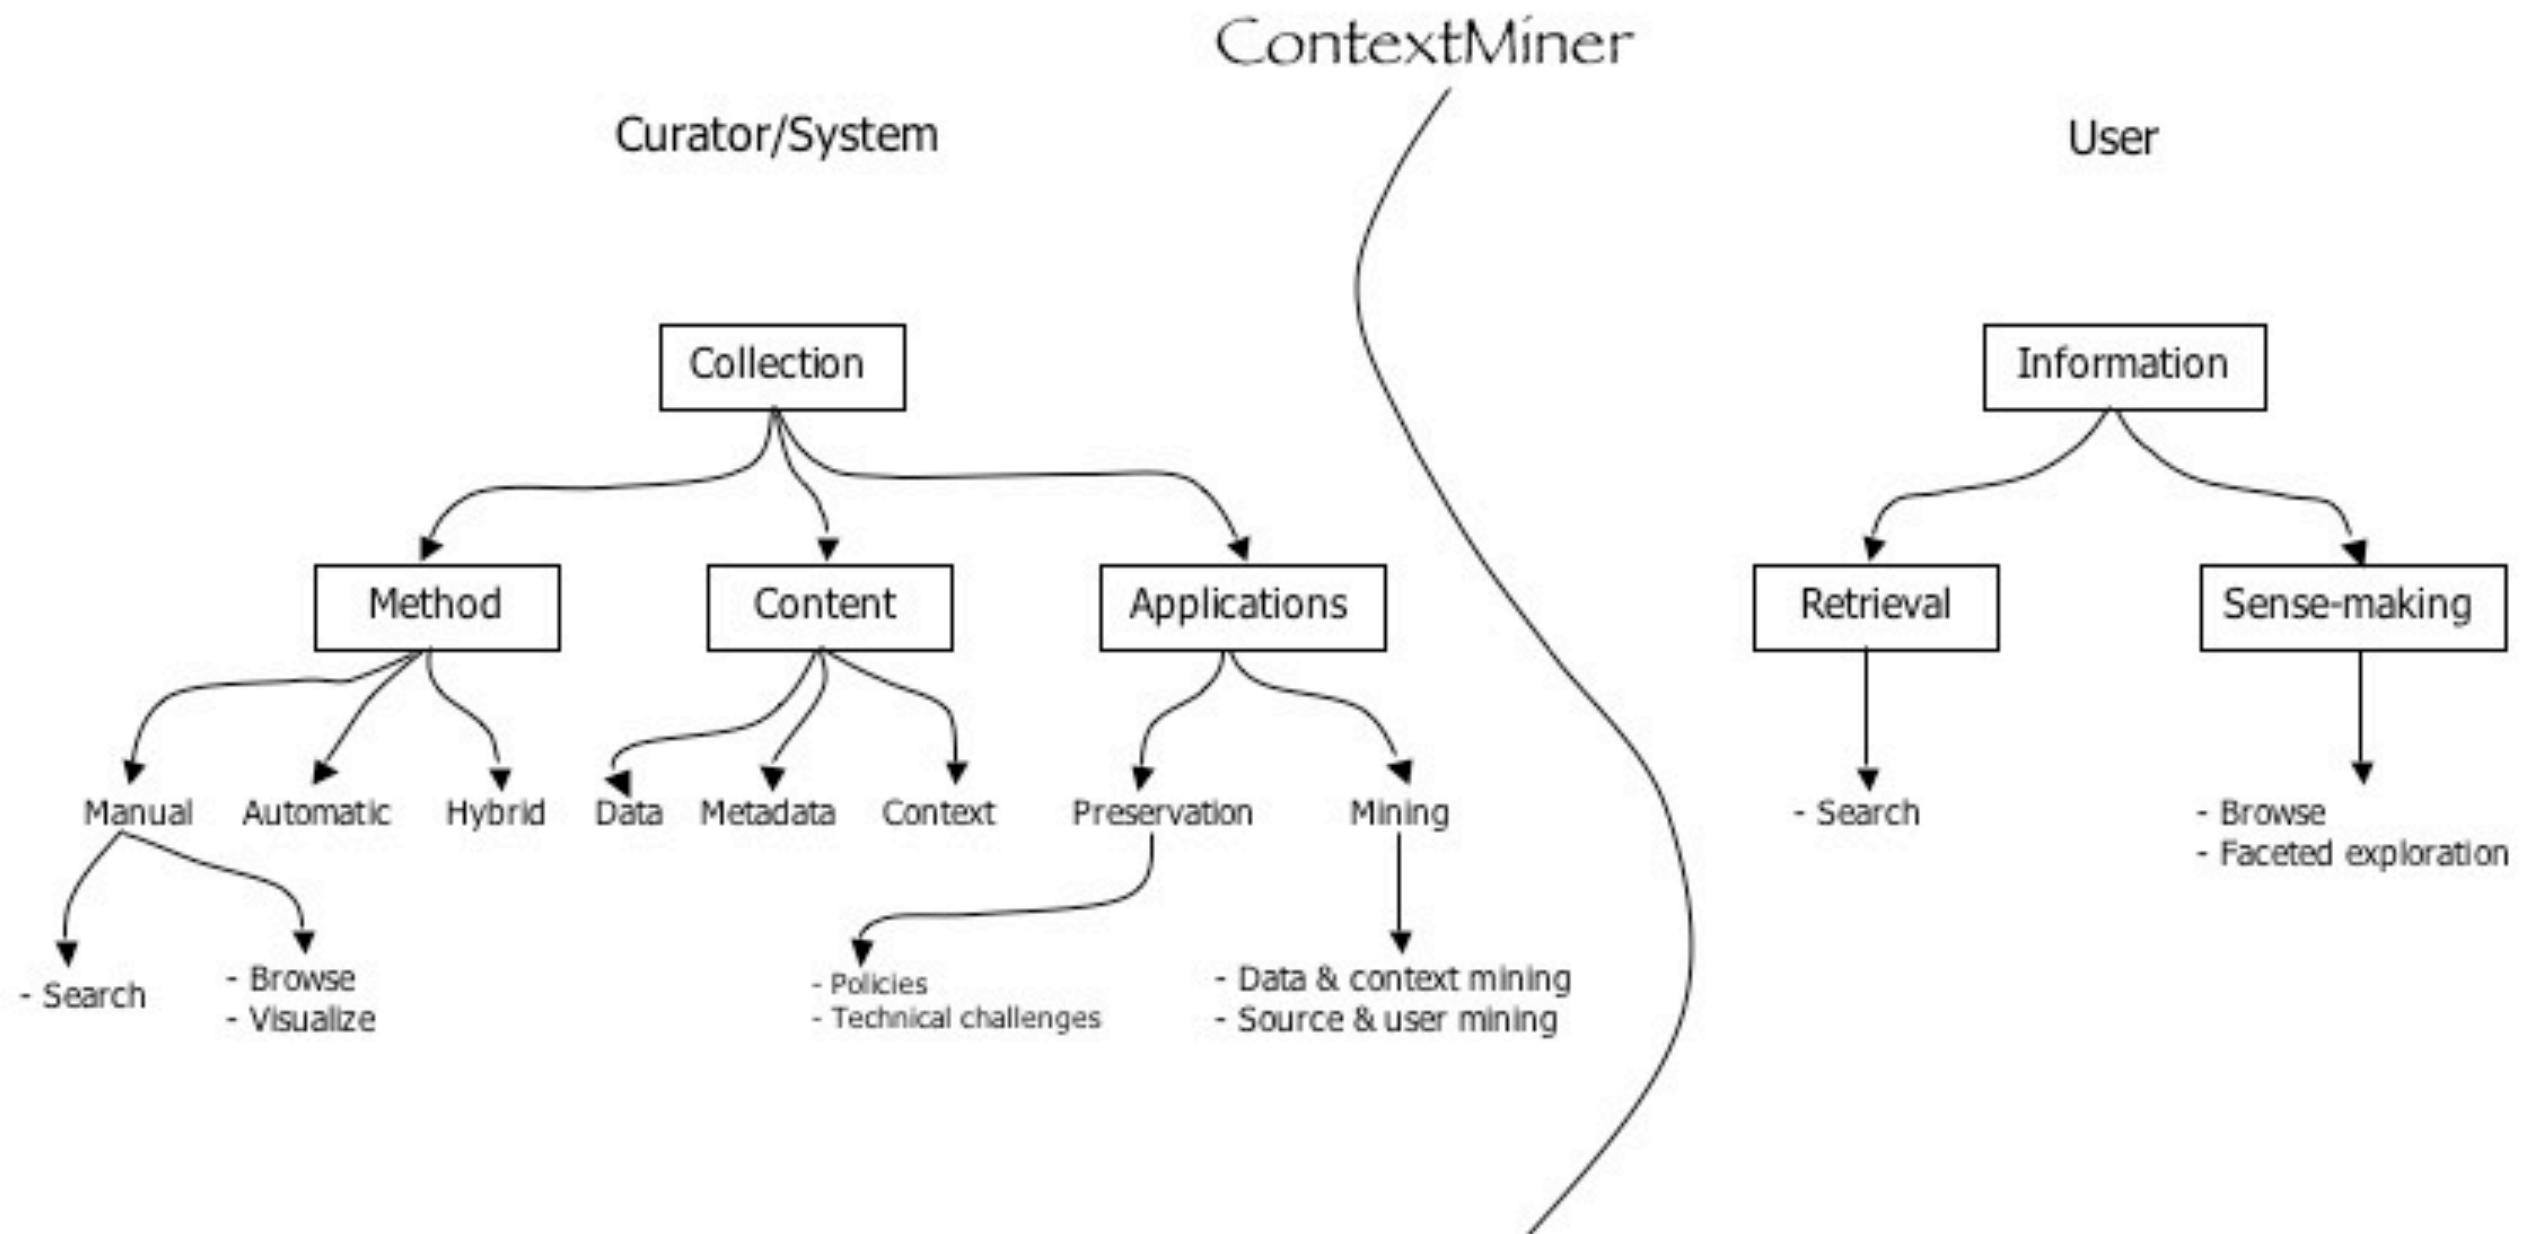 ContextMiner
Curator/System
User
Collection
Information
Method
Content
Applications
Retrieval
Sense-making
Manual
Automatic
Hybrid
Data
Metadata
Context
Preservation
Mining
- Search
- Browse
- Faceted exploration
- Search
- Browse
- Visualize
- Policies
- Technical challenges
- Data & context mining
- Source & user mining